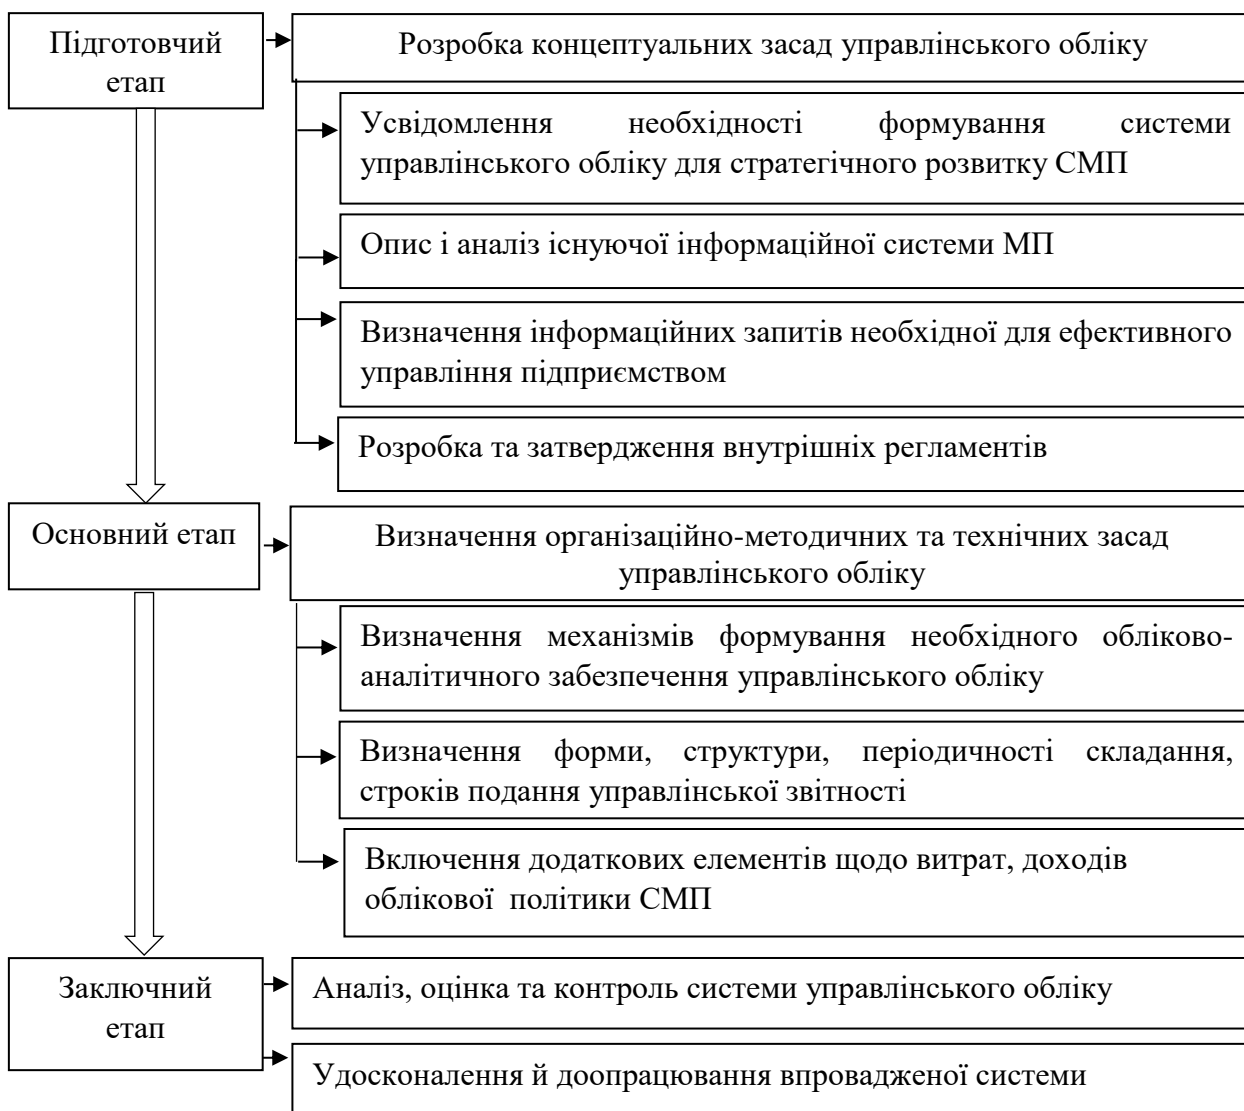 Підготовчий
етап
Розробка концептуальних засад управлінського обліку
Усвідомлення необхідності формування системи
управлінського обліку для стратегічного розвитку СМП
Опис і аналіз існуючої інформаційної системи МП
Визначення інформаційних запитів необхідної для ефективного
управління підприємством
Розробка та затвердження внутрішніх регламентів
Основний етап
Визначення організаційно-методичних та технічних засад
управлінського обліку
Визначення механізмів формування необхідного обліково-
аналітичного забезпечення управлінського обліку
Визначення форми, структури, періодичності складання,
строків подання управлінської звітності
Включення додаткових елементів щодо витрат, доходів
облікової політики СМП
Заключний
етап
Аналіз, оцінка та контроль системи управлінського обліку
Удосконалення й доопрацювання впровадженої системи